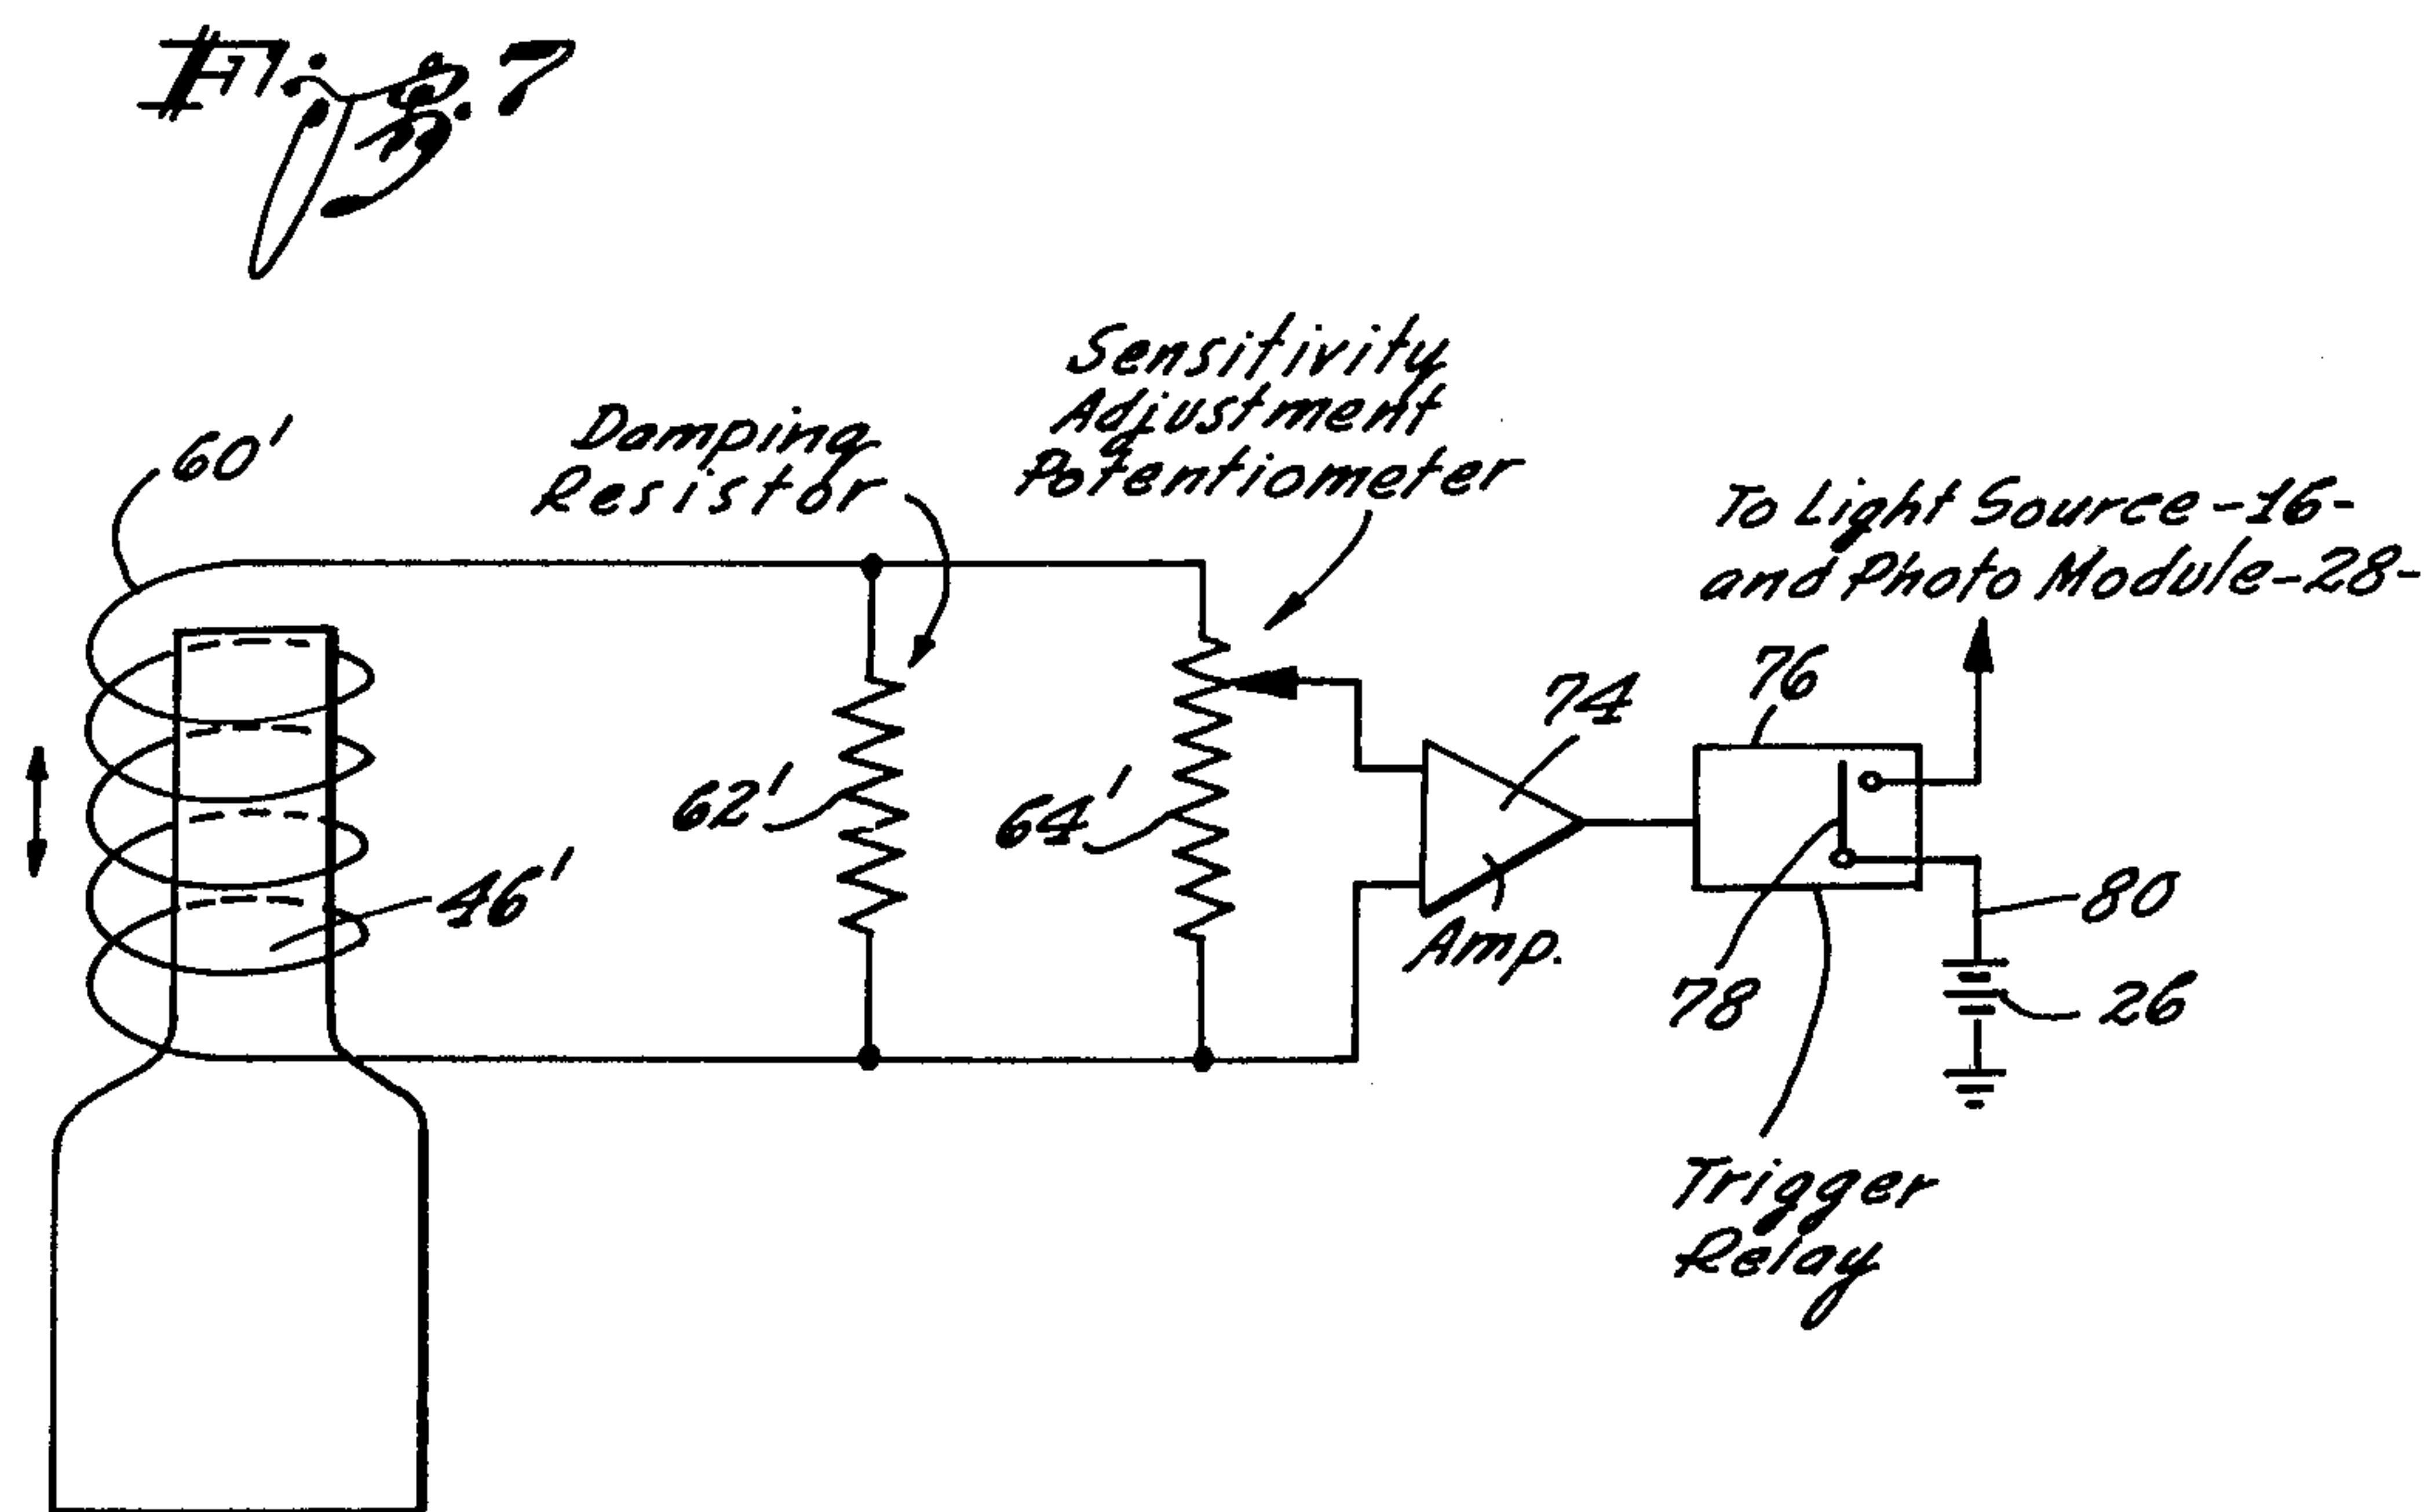 Fig. 7
Sensitivity
Adjustment
Potentiometer
Damping
Resistor
60'
To Light Source -16-
and Photo Module-28-
76
74
62'
64'
46'
80
Amp.
78
26
Trigger
Relay